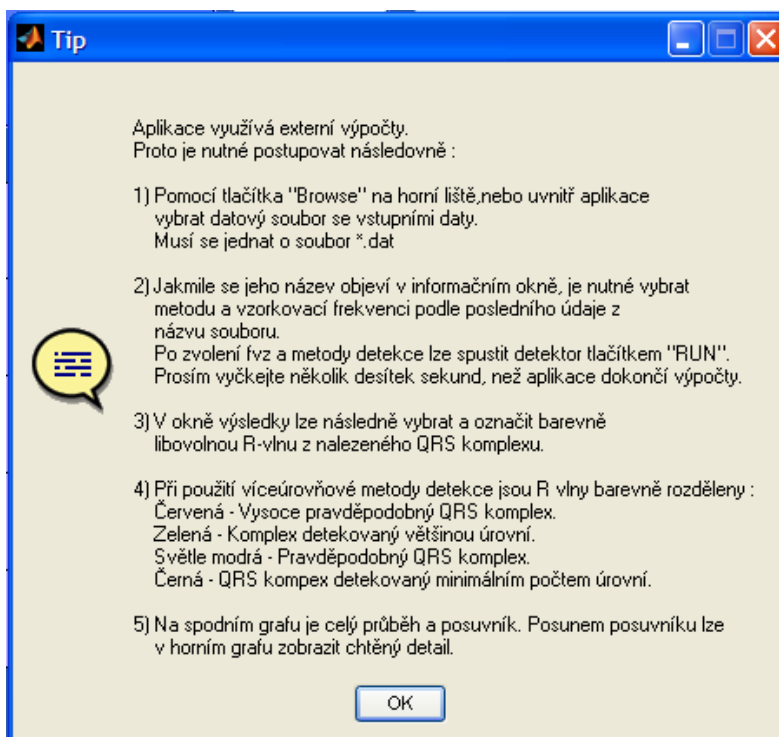 Tip
Aplikace využívá externí výpočty.
Proto je nutné postupovat následovně :
1) Pomocí tlačítka "Browse" na horní liště,nebo uvnitř aplikace
vybrat datový soubor se vstupními daty.
Musí se jednat o soubor *.dat
2) Jakmile se jeho název objeví v informačním okně, je nutné vybrat
metodu a vzorkovací frekvenci podle posledního údaje z
názvu souboru.
Po zvolení fvz a metody detekce lze spustit detektor tlačítkem "RUN".
Prosím vyčkejte několik desítek sekund, než aplikace dokončí výpočty.
3) V okně výsledky lze následně vybrat a označit barevně
libovolnou R-vlnu z nalezeného QRS komplexu.
4) Při použití víceúrovňové metody detekce jsou R vlny barevně rozděleny :
Červená - Vysoce pravděpodobný QRS komplex.
Zelená - Komplex detekovaný většinou úrovní.
Světle modrá - Pravděpodobný QRS komplex.
Černá - QRS kompex detekovaný minimálním počtem úrovní.
5) Na spodním grafu je celý průběh a posuvník. Posunem posuvníku lze
v horním grafu zobrazit chtěný detail.
OK